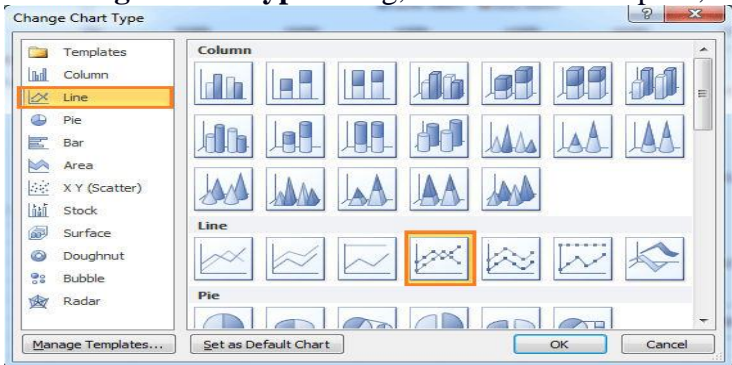 Type
Change Chart Type
Templates
Column
Line
Pie
Bar
Area
X Y (Scatter)
Stock
Surface
Doughnut
Bubble
Radar
Column
Line
Pie
Manage Templates...
Set as Default Chart
OK
Cancel